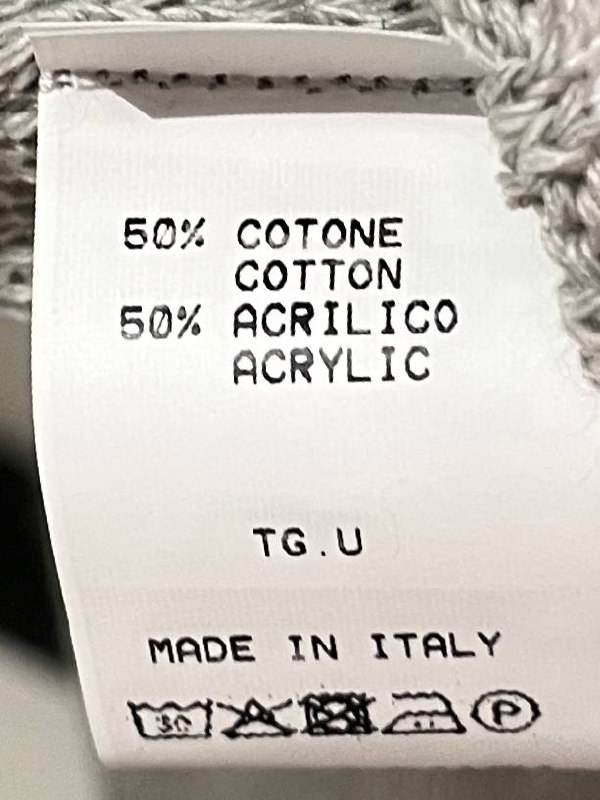 50% COTONE
COTTON
50% ACRILICO
ACRYLIC
TG.U
MADE IN ITALY
30 P